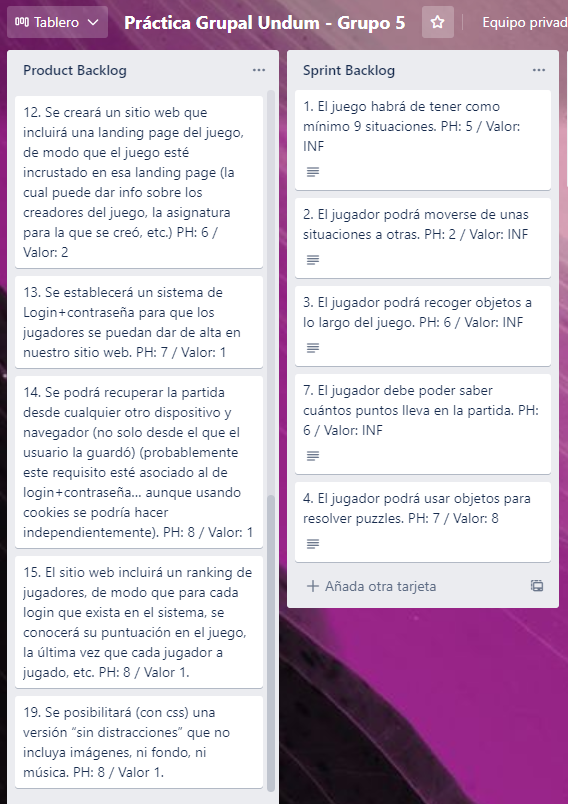 Tablero
Práctica Grupal Undum - Grupo 5
Equipo privad
Product Backlog
12. Se creará un sitio web que
incluirá una landing page del juego,
de modo que el juego esté
incrustado en esa landing page (la
cual puede dar info sobre los
creadores del juego, la asignatura
para la que se creó, etc.) PH: 6 /
Valor: 2
13. Se establecerá un sistema de
Login+contraseña para que los
jugadores se puedan dar de alta en
nuestro sitio web. PH: 7 / Valor: 1
14. Se podrá recuperar la partida
desde cualquier otro dispositivo y
navegador (no solo desde el que el
usuario la guardó) (probablemente
este requisito esté asociado al de
login+contraseña... aunque usando
cookies se podría hacer
independientemente). PH: 8 / Valor: 1
15. El sitio web incluirá un ranking de
jugadores, de modo que para cada
login que exista en el sistema, se
conocerá su puntuación en el juego,
la última vez que cada jugador a
jugado, etc. PH: 8 / Valor 1.
19. Se posibilitará (con css) una
versión “sin distracciones” que no
incluya imágenes, ni fondo, ni
música. PH: 8 / Valor 1.
Sprint Backlog
1. El juego habrá de tener como
mínimo 9 situaciones. PH: 5 / Valor:
INF
2. El jugador podrá moverse de unas
situaciones a otras. PH: 2 / Valor: INF
3. El jugador podrá recoger objetos a
lo largo del juego. PH: 6 / Valor: INF
7. El jugador debe poder saber
cuántos puntos lleva en la partida. PH:
6 / Valor: INF
4. El jugador podrá usar objetos para
resolver puzzles. PH: 7 / Valor: 8
+ Añada otra tarjeta